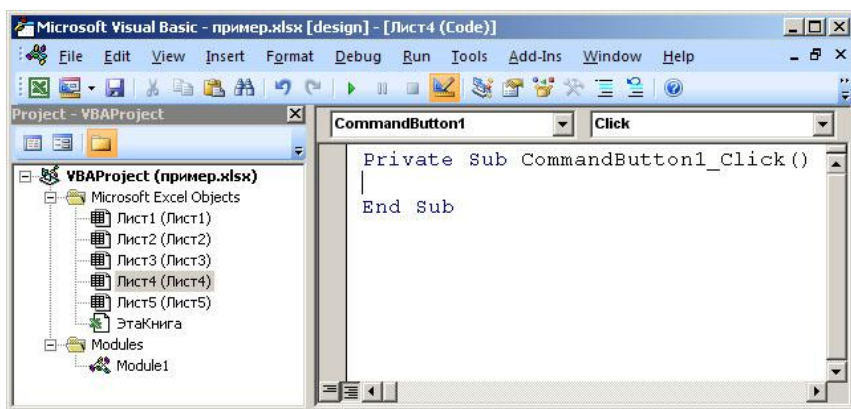 Microsoft Visual Basic - пример.xlsx [design] - [Лист4 (Code)]
File Edit View Insert Format Debug Run Tools Add-Ins Window Help
Project - VBAProject
VBAProject (пример.xlsx)
Microsoft Excel Objects
Лист1 (Лист1)
Лист2 (Лист2)
Лист3 (Лист3)
Лист4 (Лист4)
Лист5 (Лист5)
ЭтаКнига
Modules
Module1
CommandButton1 Click
Private Sub CommandButton1_Click()
End Sub